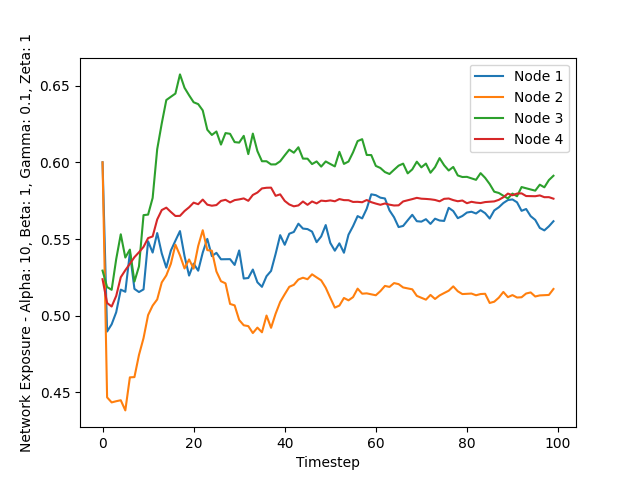 Network Exposure - Alpha: 10, Beta: 1, Gamma: 0.1, Zeta: 1
0.65
0.60
0.55
0.50
0.45
Node 1
Node 2
Node 3
Node 4
0 20 40 60 80 100
Timestep